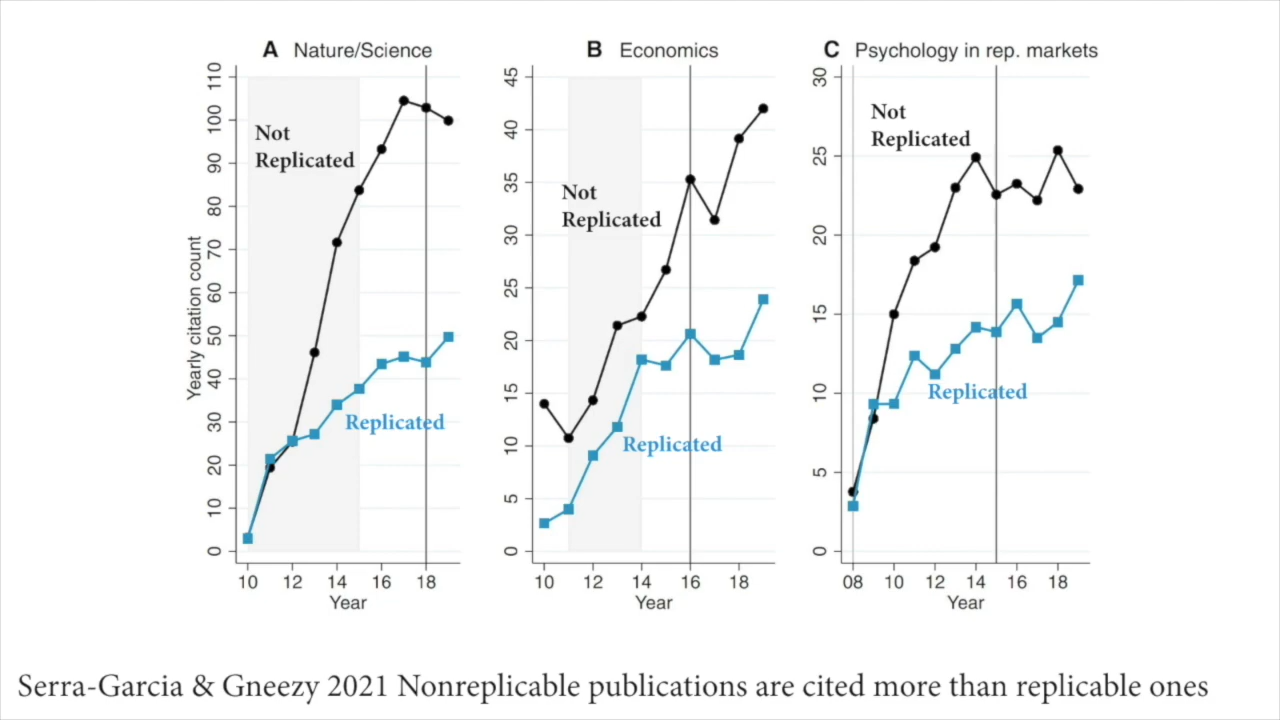 A Nature/Science
B Economics
C Psychology in rep. markets
Yearly citation count
110
100
90
80
70
60
50
40
30
20
10
0
Not
Replicated
Replicated
10 12 14 16 18
Year
45
40
35
30
25
20
15
10
5
0
Not
Replicated
Replicated
10 12 14 16 18
Year
30
25
20
15
10
5
0
Not
Replicated
Replicated
08 10 12 14 16 18
Year
Serra-Garcia & Gneezy 2021 Nonreplicable publications are cited more than replicable ones